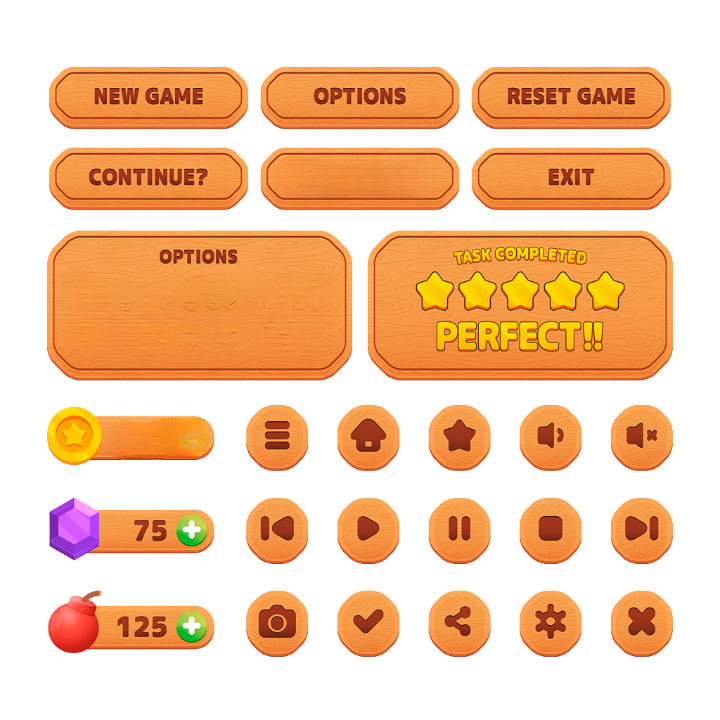 NEW GAME
OPTIONS
RESET GAME
CONTINUE?
EXIT
OPTIONS
TASK COMPLETED
PERFECT!!
75
125